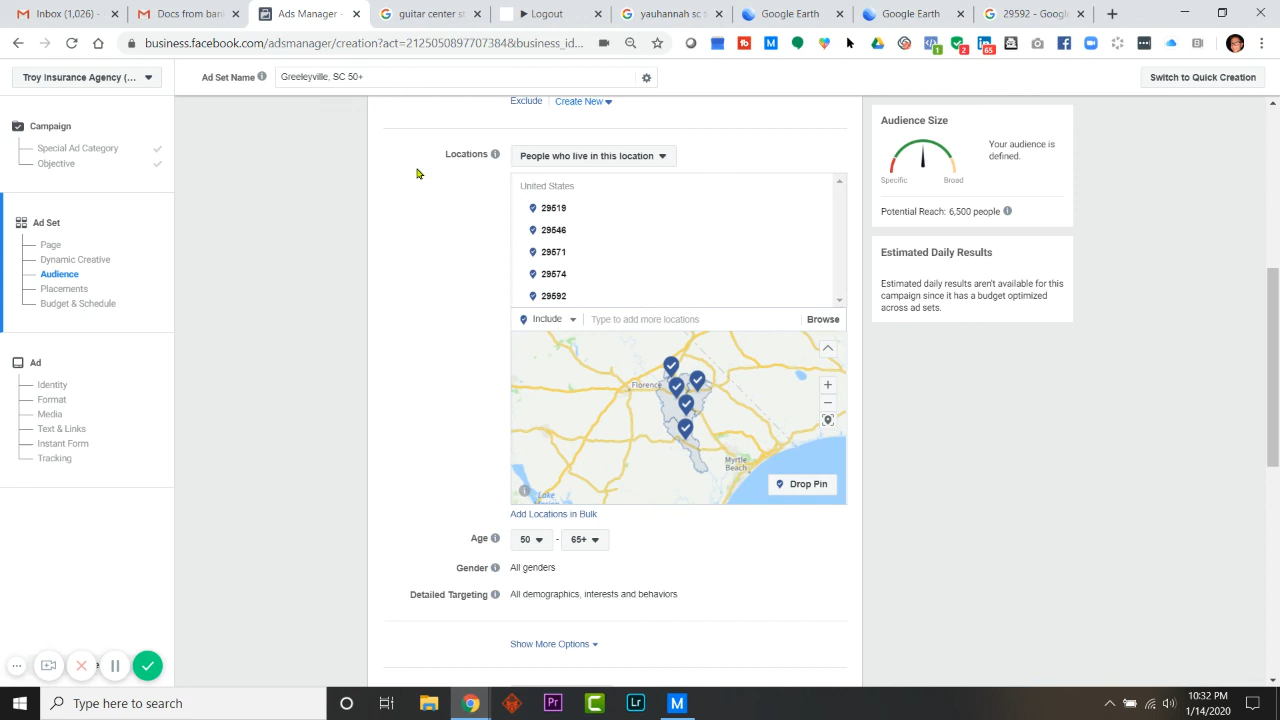 Inbox (1,026) -
Docs from ban
Ads Manager -
guitar center st
Logout
yauhannah sc
Google Earth
Google Earth
29592 - Google
business.facebook.com/adsmanager/creation?act=2125050897707384&business_id...
1
2
65
Troy Insurance Agency (...
Ad Set Name
Greeleyville, SC 50+
Switch to Quick Creation
Campaign
Special Ad Category
Objective
Ad Set
Page
Dynamic Creative
Audience
Placements
Budget & Schedule
Ad
Identity
Format
Media
Text & Links
Instant Form
Tracking
Exclude
Create New
Locations
People who live in this location
United States
29519
29546
29571
29574
29592
Include
Type to add more locations
Browse
Florence
Myrtle
Beach
Lake
Drop Pin
Add Locations in Bulk
Age
50
-
65+
Gender
All genders
Detailed Targeting
All demographics, interests and behaviors
Show More Options
Audience Size
Your audience is
defined.
Specific
Broad
Potential Reach: 6,500 people
Estimated Daily Results
Estimated daily results aren't available for this
campaign since it has a budget optimized
across ad sets.
Type here to search
Pr
C
Lr
M
10:32 PM
1/14/2020